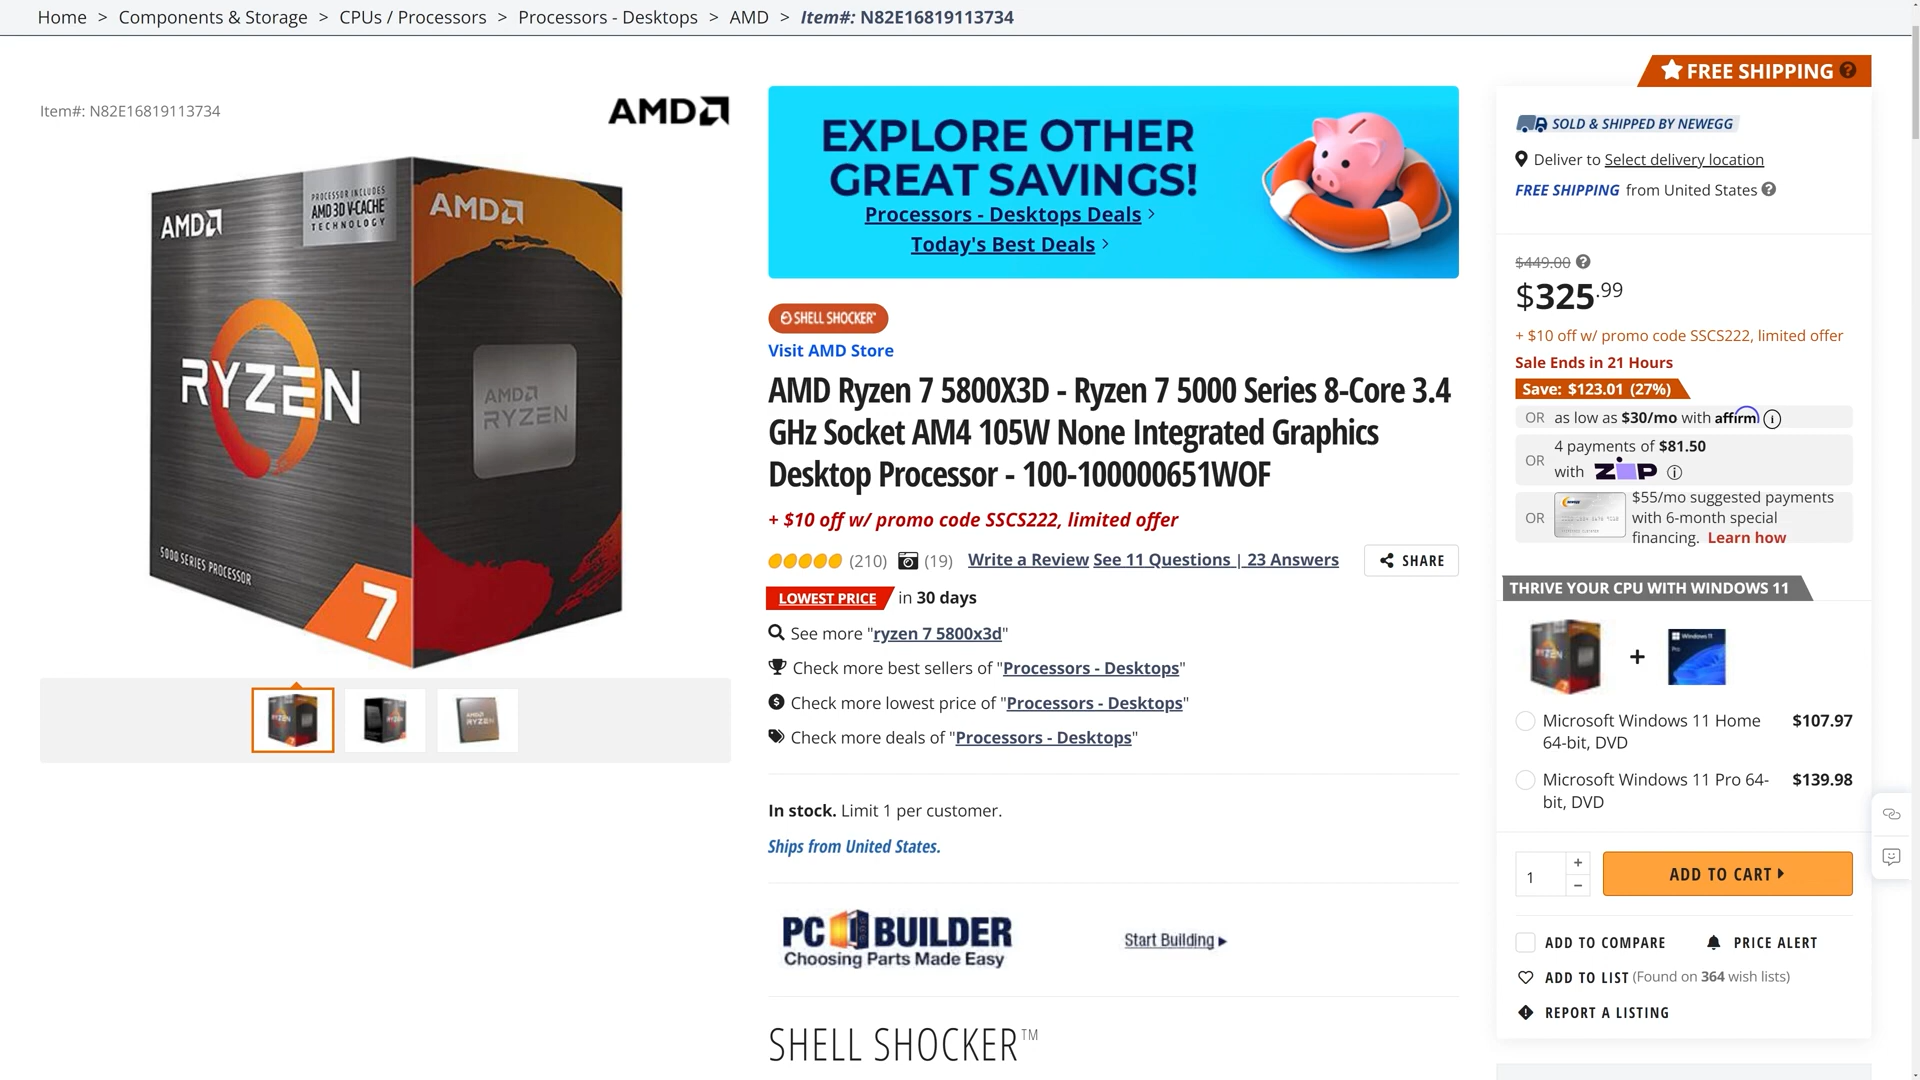 Home > Components & Storage > CPUs / Processors > Processors - Desktops > AMD > Item#: N82E16819113734
Item#: N82E16819113734
AMD
PROCESSOR INCLUDES
AMD 3D V-CACHE
TECHNOLOGY
AMD
AMD
RYZEN
AMD
RYZEN
5000 SERIES PROCESSOR
7
EXPLORE OTHER
GREAT SAVINGS!
Processors - Desktops Deals
Today's Best Deals
SHELL SHOCKER™
Visit AMD Store
AMD Ryzen 7 5800X3D - Ryzen 7 5000 Series 8-Core 3.4
GHz Socket AM4 105W None Integrated Graphics
Desktop Processor - 100-100000651WOF
+ $10 off w/ promo code SSCS222, limited offer
(210) (19) Write a Review See 11 Questions | 23 Answers SHARE
LOWEST PRICE in 30 days
See more "ryzen 7 5800x3d"
Check more best sellers of "Processors - Desktops"
Check more lowest price of "Processors - Desktops"
Check more deals of "Processors - Desktops"
In stock. Limit 1 per customer.
Ships from United States.
PC BUILDER
Choosing Parts Made Easy
Start Building
SHELL SHOCKER™
FREE SHIPPING
SOLD & SHIPPED BY NEWEGG
Deliver to Select delivery location
FREE SHIPPING from United States
$449.00
$325.99
+ $10 off w/ promo code SSCS222, limited offer
Sale Ends in 21 Hours
Save: $123.01 (27%)
OR as low as $30/mo with affirm
OR 4 payments of $81.50
with ZIP
OR $55/mo suggested payments
with 6-month special
financing. Learn how
THRIVE YOUR CPU WITH WINDOWS 11
RYZEN
+
Windows 11
Pro
Microsoft Windows 11 Home $107.97
64-bit, DVD
Microsoft Windows 11 Pro 64- $139.98
bit, DVD
1
+
−
ADD TO CART
ADD TO COMPARE
PRICE ALERT
ADD TO LIST (Found on 364 wish lists)
REPORT A LISTING